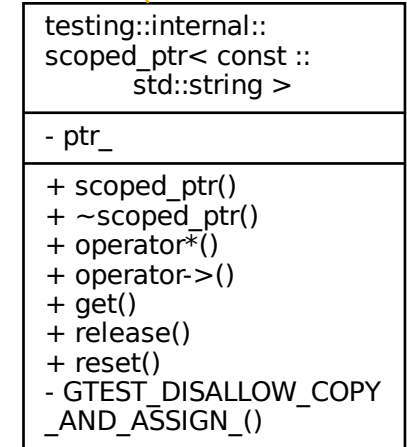 testing::internal::
scoped_ptr< const ::
std::string >
- ptr_
+ scoped_ptr()
+ ~scoped_ptr()
+ operator*()
+ operator->()
+ get()
+ release()
+ reset()
- GTEST_DISALLOW_COPY
_AND_ASSIGN_()